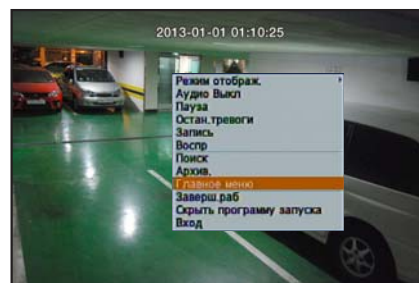 2013-01-01 01:10:25
Режим отображ.
Аудио Выкл
Пауза
Остан.тревоги
Запись
Воспр
Поиск
Архив.
Главное меню
Заверш.раб
Скрыть программу запуска
Вход